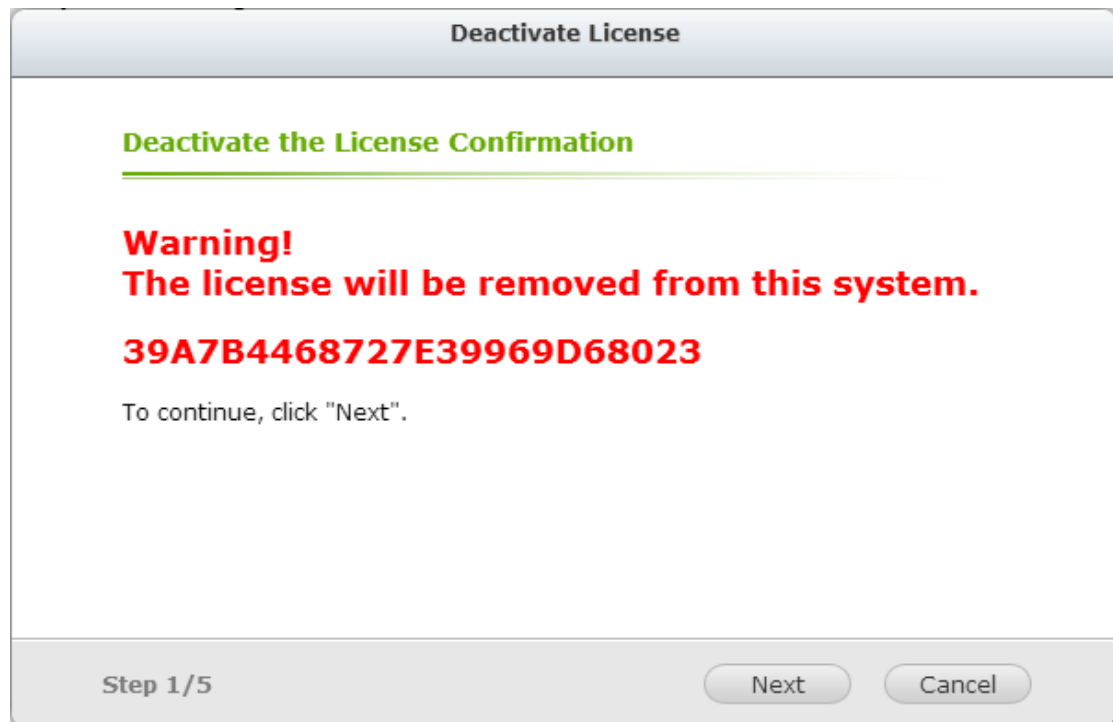 Deactivate License
Deactivate the License Confirmation
Warning!
The license will be removed from this system.
39A7B4468727E39969D68023
To continue, click "Next".
Step 1/5
Next
Cancel